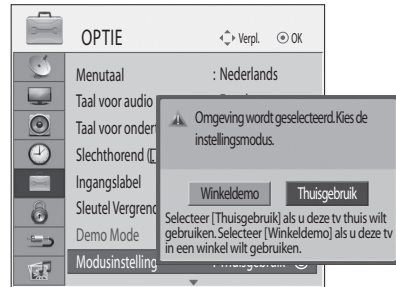 OPTIE
Verpl. OK
Menutaal : Nederlands
Taal voor audio
Taal voor ondert
Slechthorend (
Ingangslabel
Sleutel Vergrend
Demo Mode
Modusinstelling : Thuisgebruik
Omgeving wordt geselecteerd. Kies de
instellingsmodus.
Winkeldemo Thuisgebruik
Selecteer [Thuisgebruik] als u deze tv thuis wilt
gebruiken. Selecteer [Winkeldemo] als u deze tv
in een winkel wilt gebruiken.